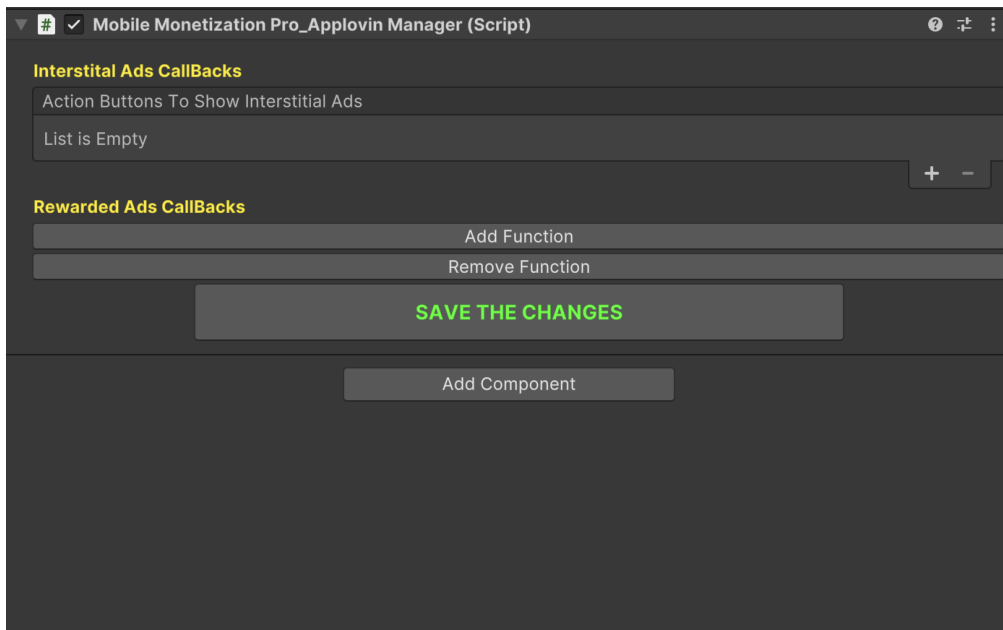 # Mobile Monetization Pro_Applovin Manager (Script)
Interstital Ads CallBacks
Action Buttons To Show Interstitial Ads
List is Empty
+ −
Rewarded Ads CallBacks
Add Function
Remove Function
SAVE THE CHANGES
Add Component